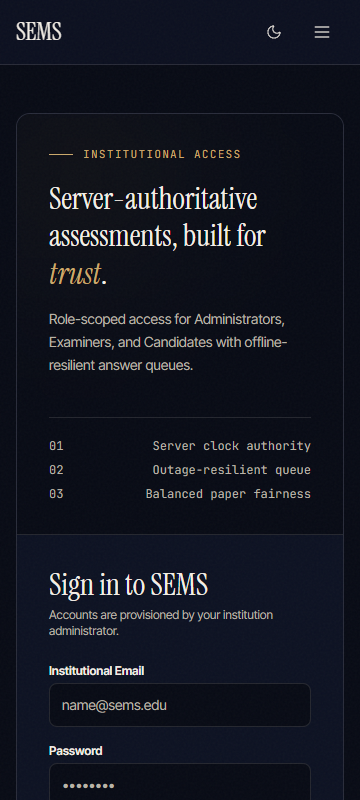 SEMS
INSTITUTIONAL ACCESS
Server-authoritative
assessments, built for
trust.
Role-scoped access for Administrators,
Examiners, and Candidates with offline-
resilient answer queues.
01 Server clock authority
02 Outage-resilient queue
03 Balanced paper fairness
Sign in to SEMS
Accounts are provisioned by your institution
administrator.
Institutional Email
name@sems.edu
Password
••••••••